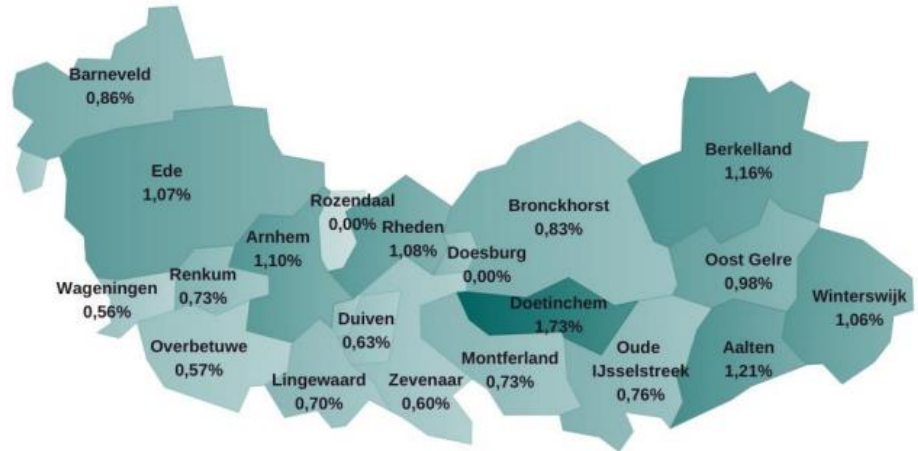 Barneveld
0,86%
Ede
1,07%
Berkelland
1,16%
Rozendaal
0,00%
Rheden
1,08%
Bronckhorst
0,83%
Arnhem
1,10%
Doesburg
0,00%
Oost Gelre
0,98%
Renkum
0,73%
Wageningen
0,56%
Winterswijk
1,06%
Doetinchem
1,73%
Duiven
0,63%
Overbetuwe
0,57%
Oude
IJsselstreek
0,76%
Aalten
1,21%
Montferland
0,73%
Lingewaard
0,70%
Zevenaar
0,60%